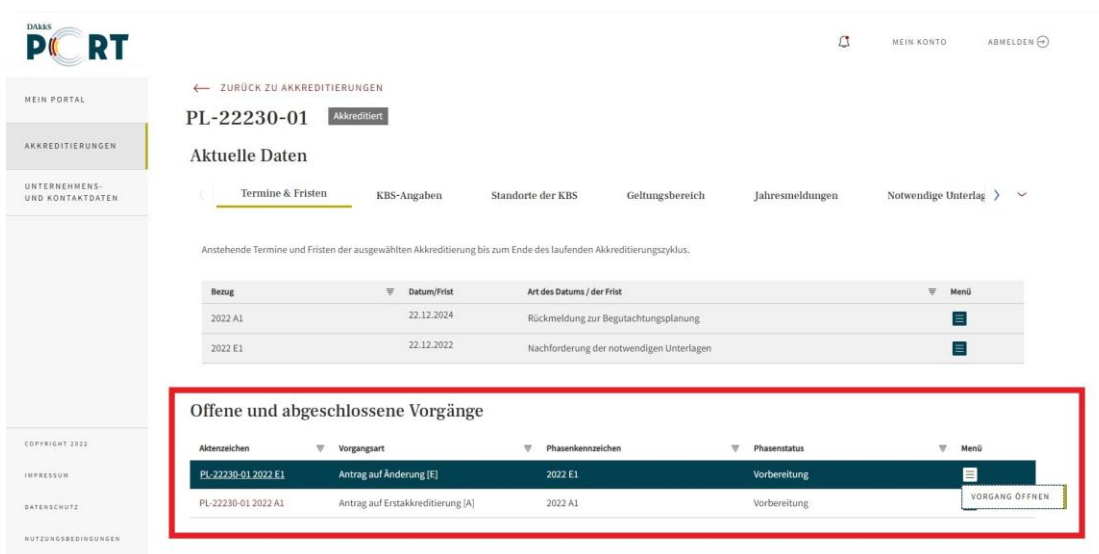 DAkkS
PORT
MEIN KONTO
ABMELDEN
MEIN PORTAL
AKKREDITIERUNGEN
UNTERNEHMENS-
UND KONTAKTDATEN
← ZURÜCK ZU AKKREDITIERUNGEN
PL-22230-01 Akkreditiert
Aktuelle Daten
Termine & Fristen KBS-Angaben Standorte der KBS Geltungsbereich Jahresmeldungen Notwendige Unterlag
Anstehende Termine und Fristen der ausgewählten Akkreditierung bis zum Ende des laufenden Akkreditierungszyklus.
Bezug Datum/Frist Art des Datums / der Frist Menü
2022 A1 22.12.2024 Rückmeldung zur Begutachtungsplanung
2022 E1 22.12.2022 Nachforderung der notwendigen Unterlagen
Offene und abgeschlossene Vorgänge
Aktenzeichen Vorgangsart Phasenkennzeichen Phasenstatus Menü
PL-22230-01 2022 E1 Antrag auf Änderung [E] 2022 E1 Vorbereitung
VORGANG ÖFFNEN
PL-22230-01 2022 A1 Antrag auf Erstakkreditierung [A] 2022 A1 Vorbereitung
COPYRIGHT 2022
IMPRESSUM
DATENSCHUTZ
NUTZUNGSBEDINGUNGEN